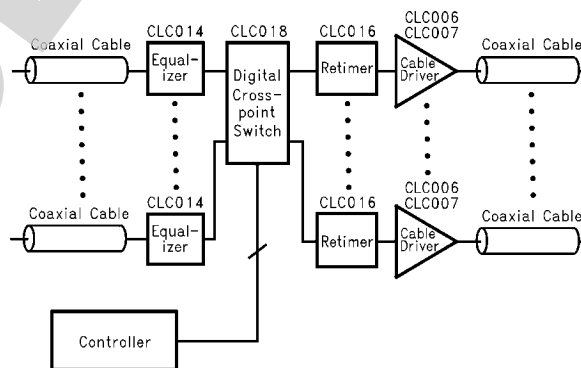 CLC006
CLC014 CLC018 CLC016 CLC007
Coaxial Cable Coaxial Cable
Equal-
izer
Digital
Cross-
point
Switch
Retimer
Cable
Driver
CLC014 CLC016 CLC006
CLC007
Coaxial Cable Coaxial Cable
Equal-
izer
Retimer
Cable
Driver
Controller